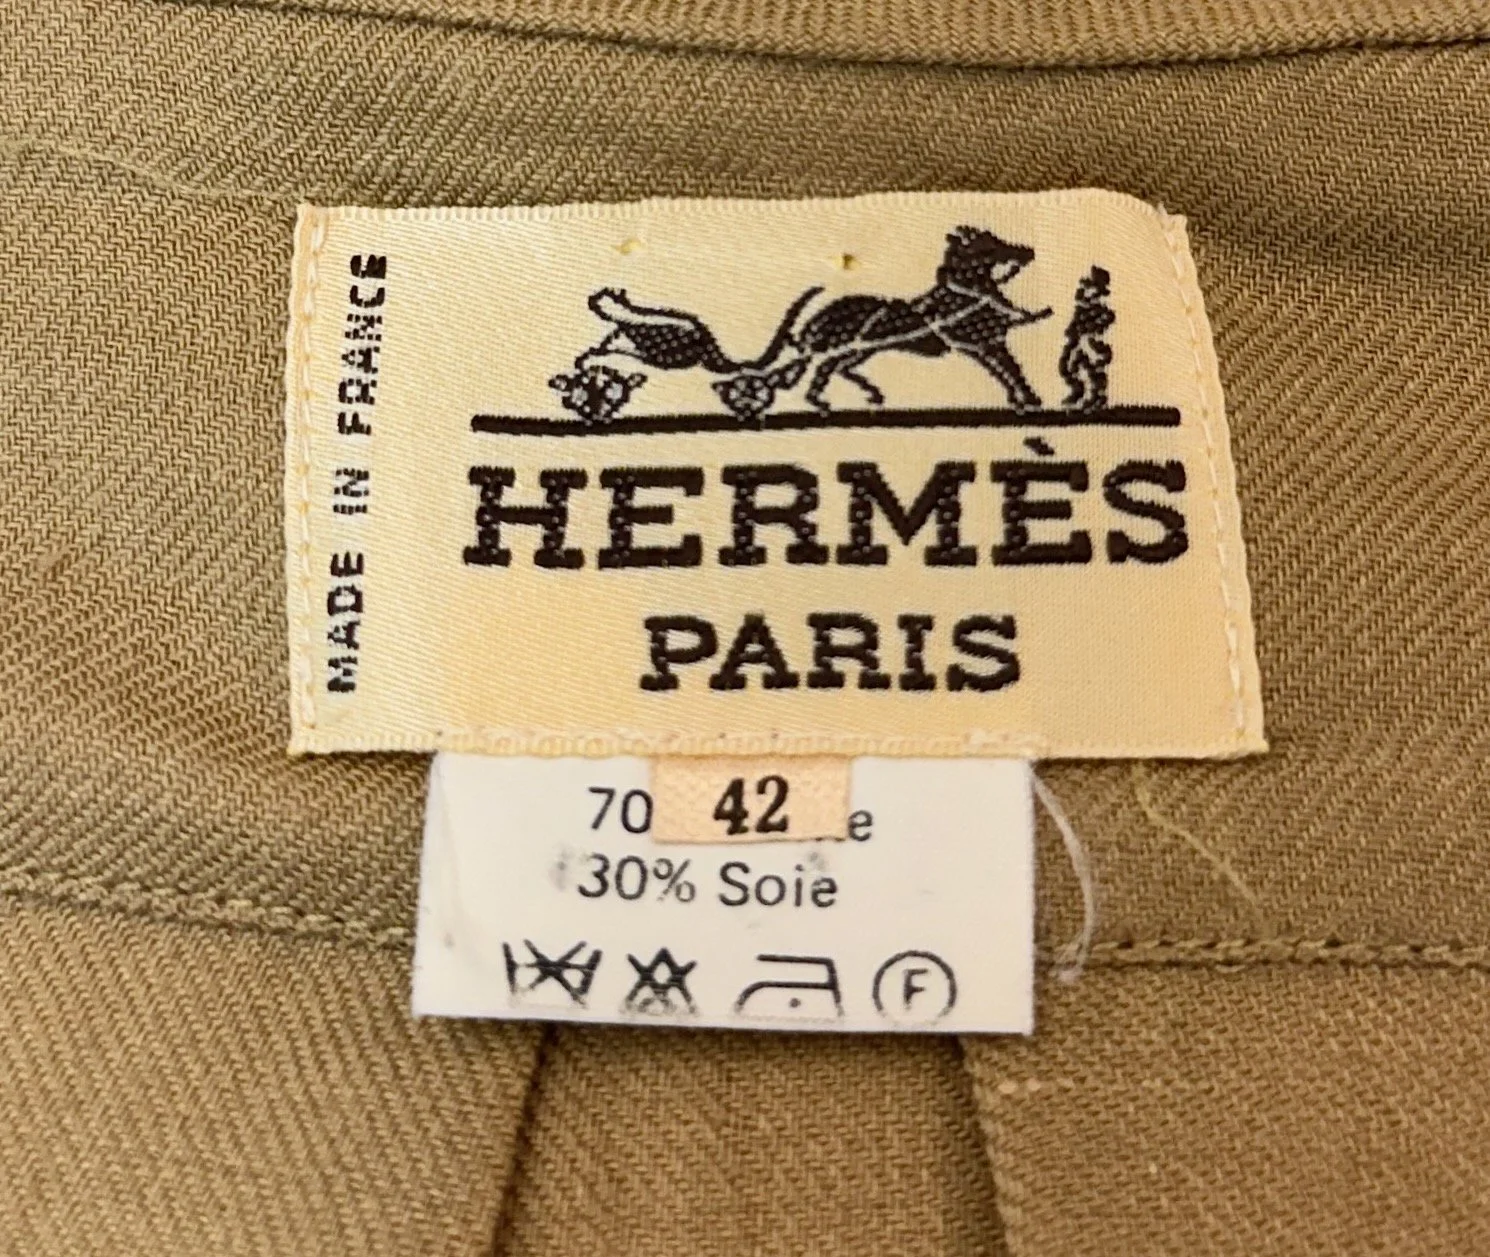 MADE IN FRANCE
HERMÈS
PARIS
42
70
30% Soie
F